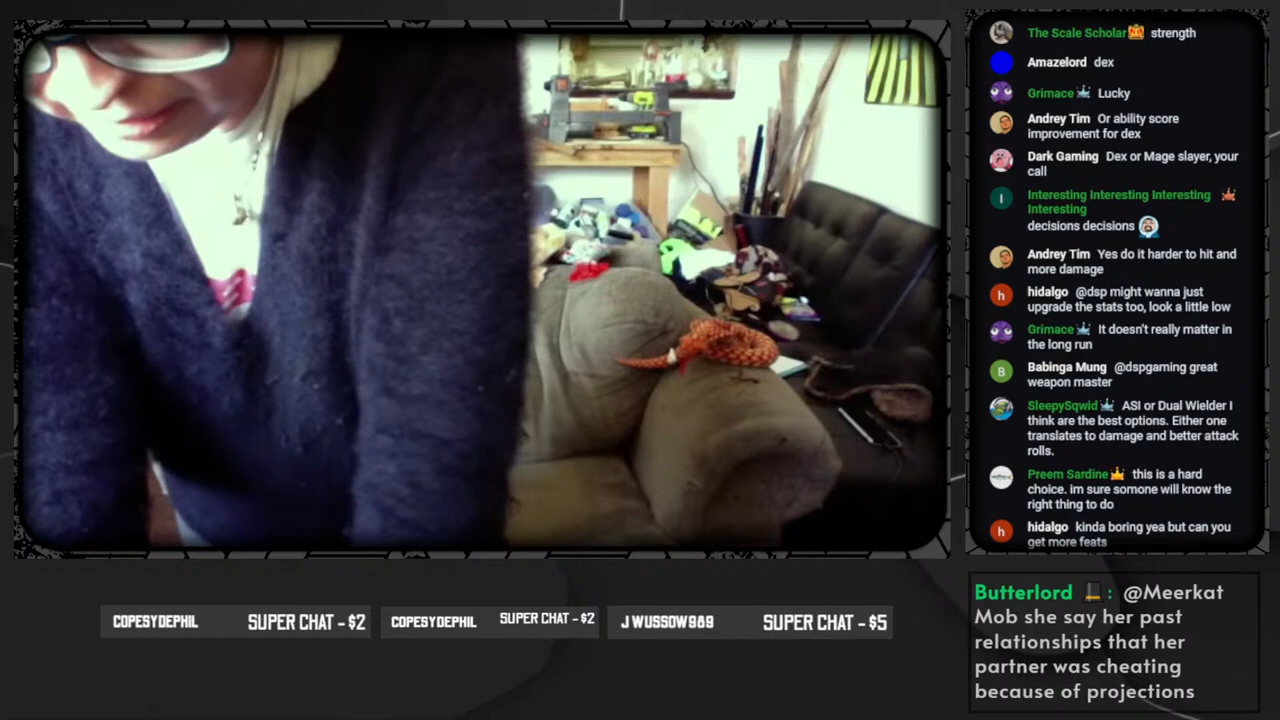 The Scale Scholar strength
Amazelord dex
Grimace Lucky
Andrey Tim Or ability score
improvement for dex
Dark Gaming Dex or Mage slayer, your
call
I
Interesting Interesting Interesting
Interesting
decisions decisions
Andrey Tim Yes do it harder to hit and
more damage
h
hidalgo @dsp might wanna just
upgrade the stats too, look a little low
Grimace It doesn't really matter in
the long run
B
Babinga Mung @dspgaming great
weapon master
SleepySqwid ASI or Dual Wielder I
think are the best options. Either one
translates to damage and better attack
rolls.
Preem Sardine this is a hard
choice. im sure somone will know the
right thing to do
h
hidalgo kinda boring yea but can you
get more feats
COPESYDEPHIL SUPER CHAT - $2
COPESYDEPHIL SUPER CHAT - $2
J WUSSOW989 SUPER CHAT - $5
Butterlord : @Meerkat
Mob she say her past
relationships that her
partner was cheating
because of projections